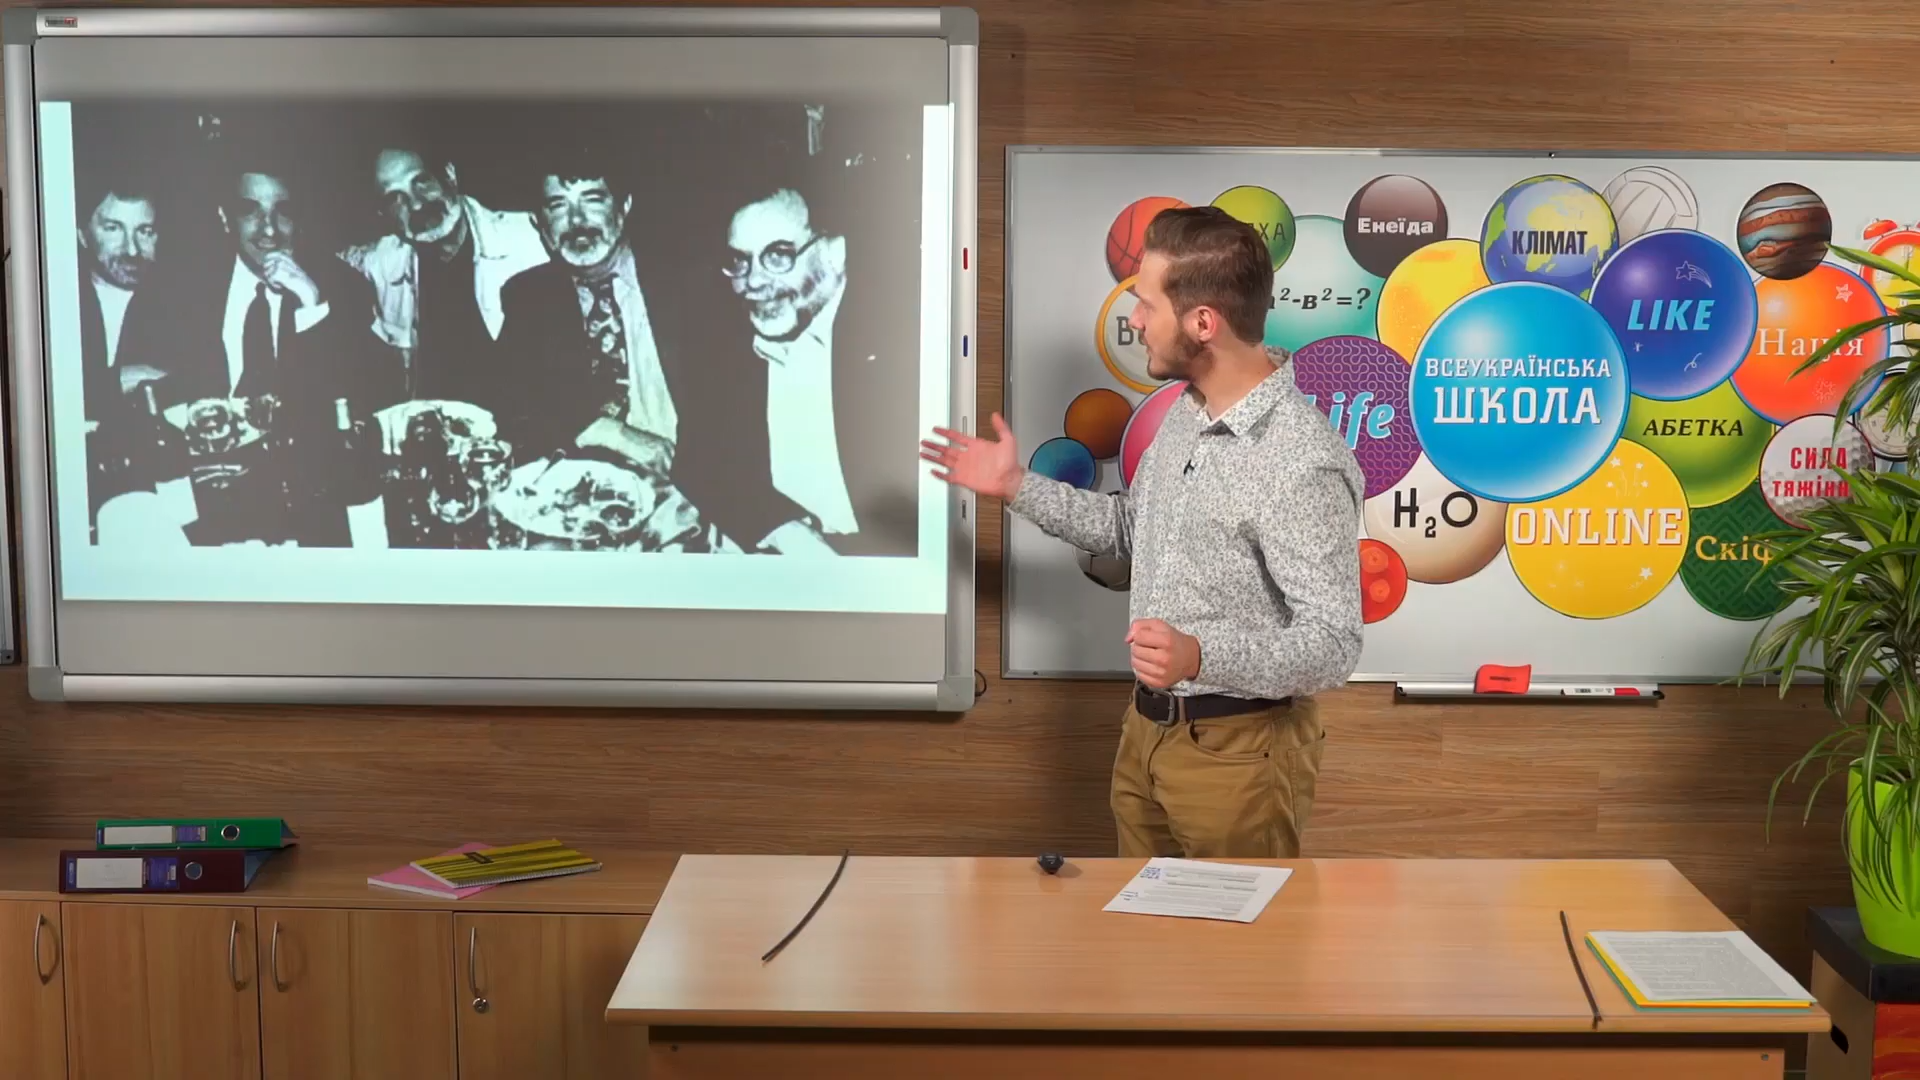 Енеїда
КЛІМАТ
²-в²=?
LIKE
Нація
ВСЕУКРАЇНСЬКА
ШКОЛА
Life
АБЕТКА
СИЛА
H₂O
ONLINE